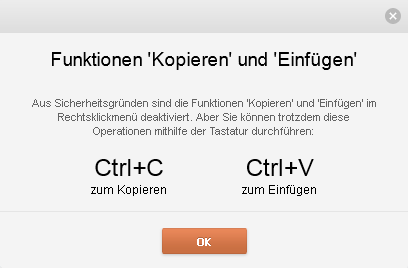 Funktionen 'Kopieren' und 'Einfügen'
Aus Sicherheitsgründen sind die Funktionen 'Kopieren' und 'Einfügen' im
Rechtsklickmenü deaktiviert. Aber Sie können trotzdem diese
Operationen mithilfe der Tastatur durchführen:
Ctrl+C Ctrl+V
zum Kopieren zum Einfügen
OK